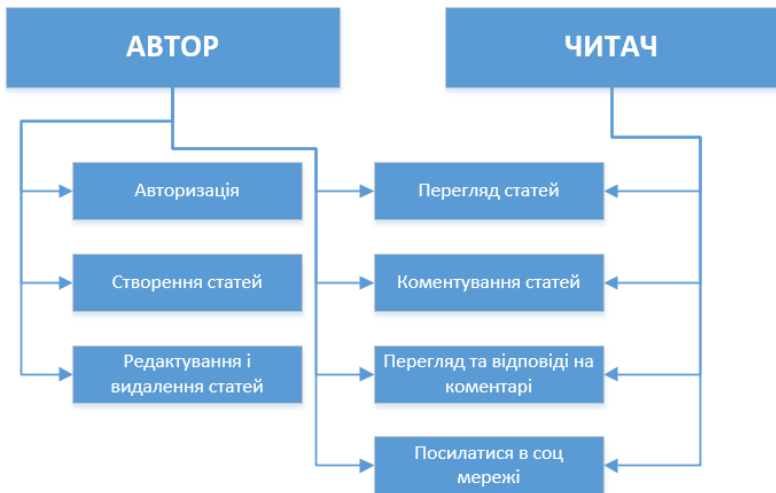 АВТОР
ЧИТАЧ
Авторизація
Перегляд статей
Створення статей
Коментування статей
Редактування і
видалення статей
Перегляд та відповіді на
коментарі
Посилатися в соц
мережі